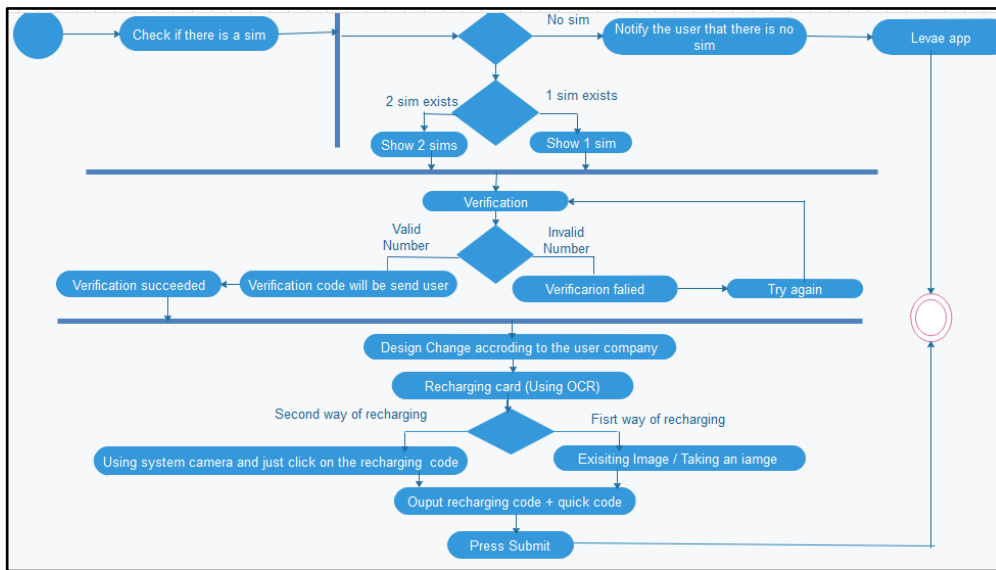 No sim
Check if there is a sim
Notify the user that there is no
sim
Levae app
2 sim exists
1 sim exists
Show 2 sims
Show 1 sim
Verification
Valid
Number
Invalid
Number
Verification succeeded
Verification code will be send user
Verificarion falied
Try again
Design Change accroding to the user company
Recharging card (Using OCR)
Second way of recharging
Fisrt way of recharging
Using system camera and just click on the recharging code
Exisiting Image / Taking an iamge
Ouput recharging code + quick code
Press Submit